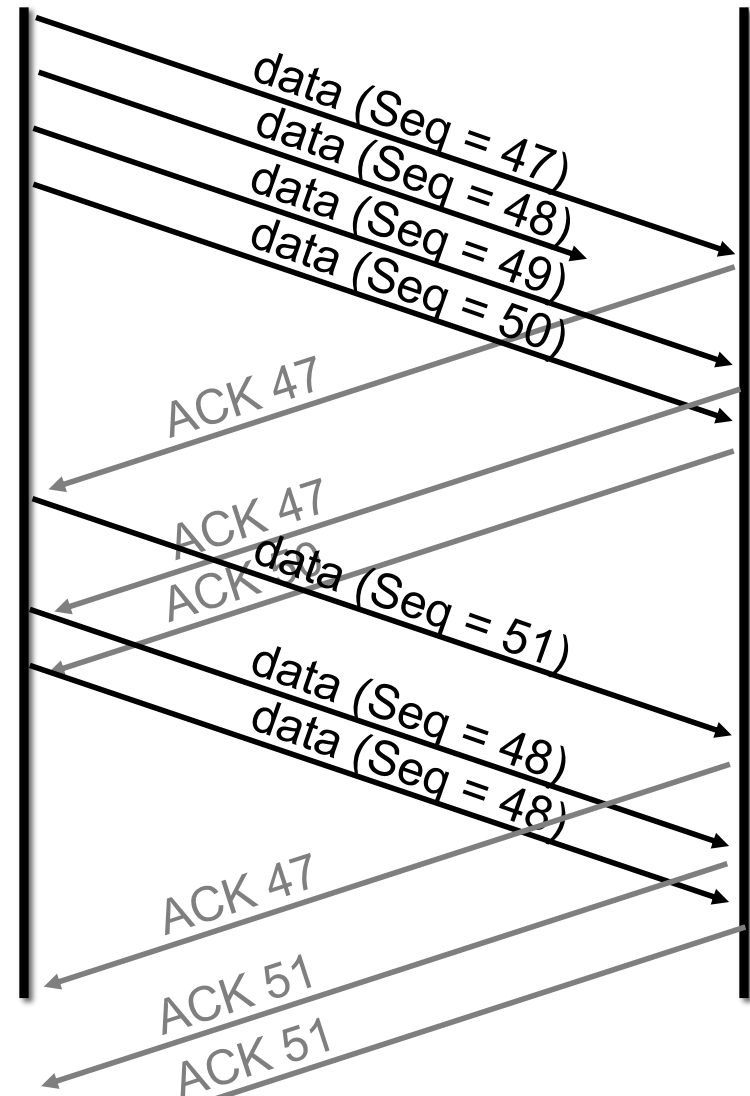 data (Seq = 47)
data (Seq = 48)
data (Seq = 49)
data (Seq = 50)
ACK 47
ACK 47
ACK
data (Seq = 51)
data (Seq = 48)
data (Seq = 48)
ACK 47
ACK 51
ACK 51